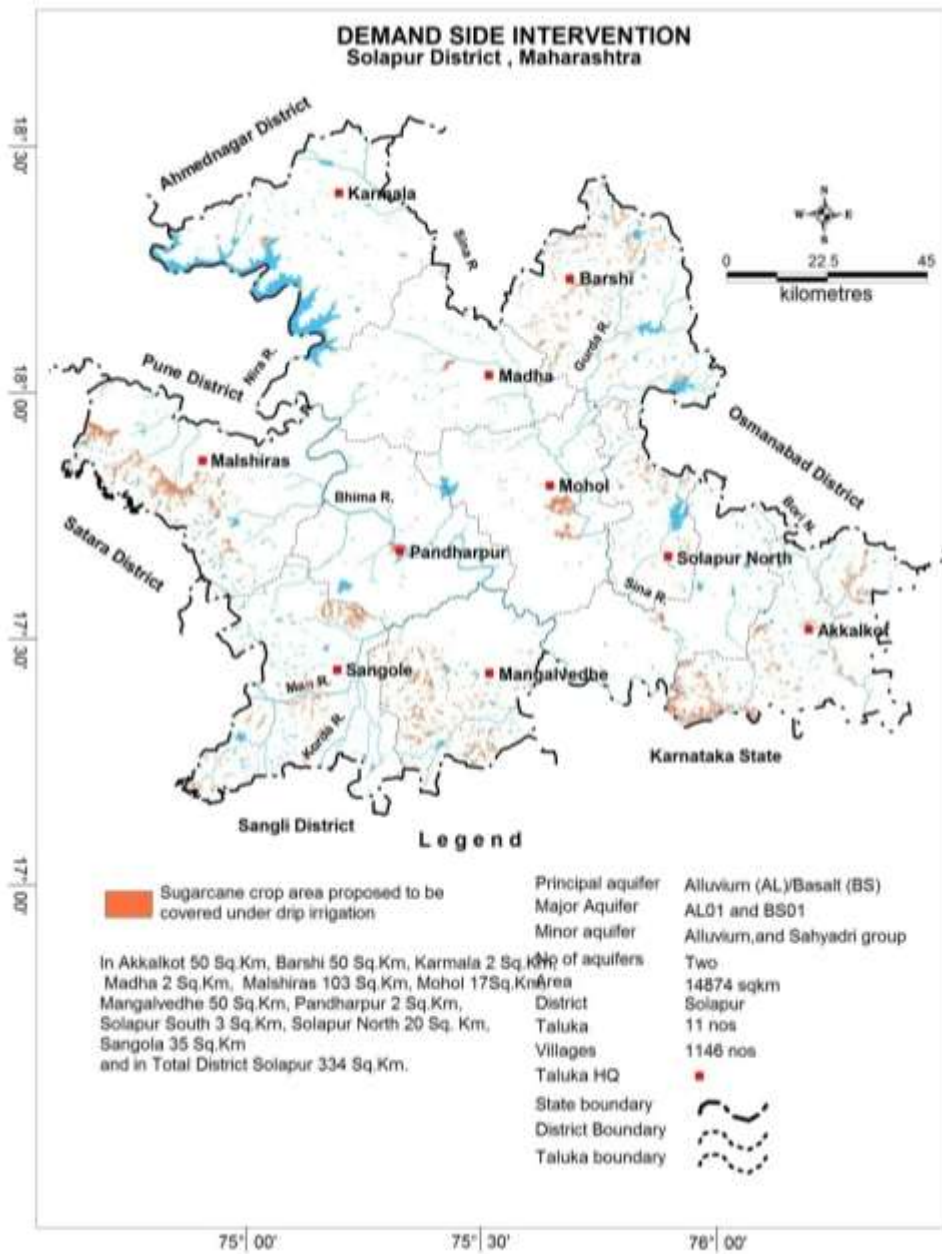 DEMAND SIDE INTERVENTION
Solapur District , Maharashtra
18° 30'
Ahmednagar District
Karmala
N
W E
S
Sina R.
Barshi
0 22.5 45
kilometres
Gurda R.
Nira R.
Madha
18° 00'
Pune District
R.
Osmanabad District
Malshiras
Mohol
Bhima R.
Bori N.
Satara District
Pandharpur
Solapur North
Sina R.
Akkalkot
17° 30'
Sangole
Mangalvedhe
Man R.
Korda R.
Karnataka State
Sangli District
Legend
17° 00'
Sugarcane crop area proposed to be
covered under drip irrigation
In Akkalkot 50 Sq.Km, Barshi 50 Sq.Km, Karmala 2 Sq.Km,
Madha 2 Sq.Km, Malshiras 103 Sq.Km, Mohol 17Sq.Km
Mangalvedhe 50 Sq.Km, Pandharpur 2 Sq.Km,
Solapur South 3 Sq.Km, Solapur North 20 Sq. Km,
Sangola 35 Sq.Km
and in Total District Solapur 334 Sq.Km.
Principal aquifer Alluvium (AL)/Basalt (BS)
Major Aquifer AL01 and BS01
Minor aquifer Alluvium,and Sahyadri group
No of aquifers Two
Area 14874 sqkm
District Solapur
Taluka 11 nos
Villages 1146 nos
Taluka HQ
State boundary
District Boundary
Taluka boundary
75° 00' 75° 30' 76° 00'